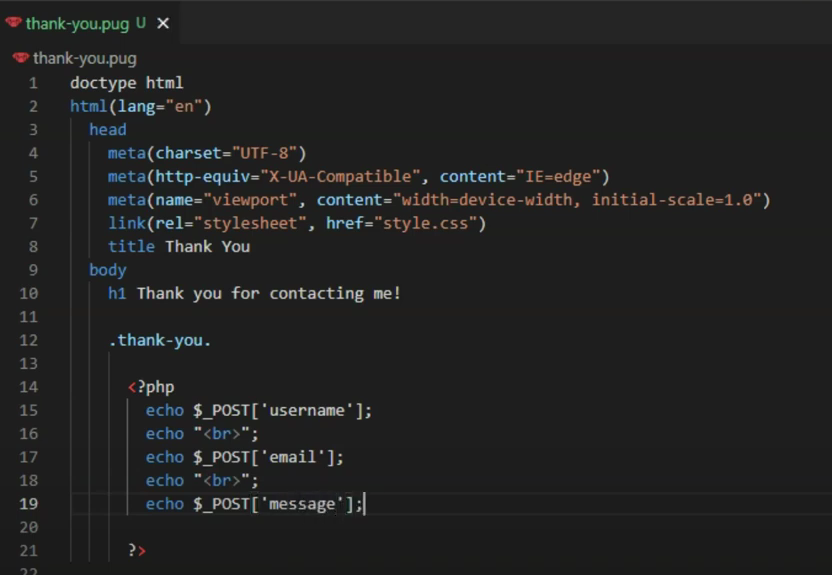 thank-you.pug U ×
thank-you.pug
1 doctype html
2 html(lang="en")
3 head
4 meta(charset="UTF-8")
5 meta(http-equiv="X-UA-Compatible", content="IE=edge")
6 meta(name="viewport", content="width=device-width, initial-scale=1.0")
7 link(rel="stylesheet", href="style.css")
8 title Thank You
9 body
10 h1 Thank you for contacting me!
11
12 .thank-you.
13
14 <?php
15 echo $_POST['username'];
16 echo "<br>";
17 echo $_POST['email'];
18 echo "<br>";
19 echo $_POST['message'];
20
21 ?>
22